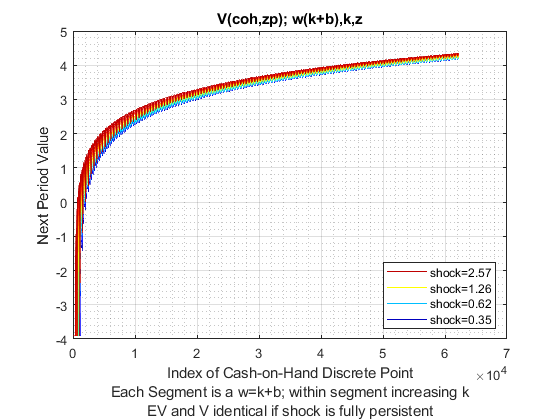 V(coh,zp); w(k+b),k,z
5
4
3
2
1
0
-1
-2
-3
-4
Next Period Value
shock=2.57
shock=1.26
shock=0.62
shock=0.35
0 1 2 3 4 5 6 7
×10^4
Index of Cash-on-Hand Discrete Point
Each Segment is a w=k+b; within segment increasing k
EV and V identical if shock is fully persistent